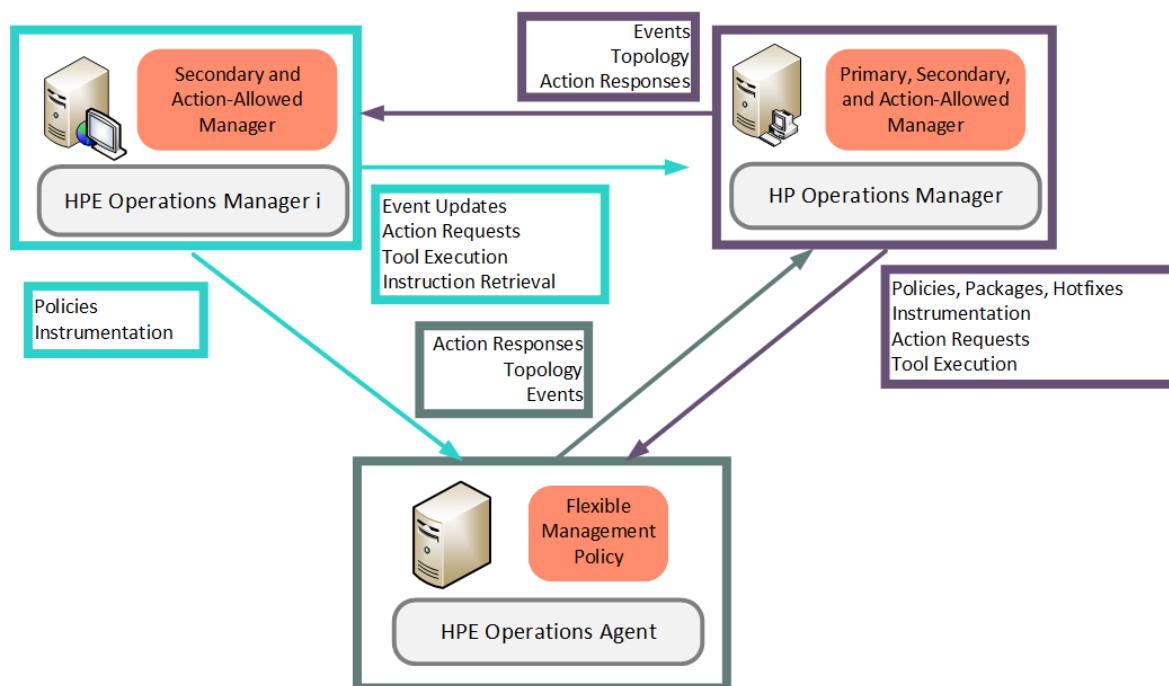 Secondary and
Action-Allowed
Manager
HPE Operations Manager i
Events
Topology
Action Responses
Primary, Secondary,
and Action-Allowed
Manager
HP Operations Manager
Event Updates
Action Requests
Tool Execution
Instruction Retrieval
Policies
Instrumentation
Policies, Packages, Hotfixes
Instrumentation
Action Requests
Tool Execution
Action Responses
Topology
Events
Flexible
Management
Policy
HPE Operations Agent